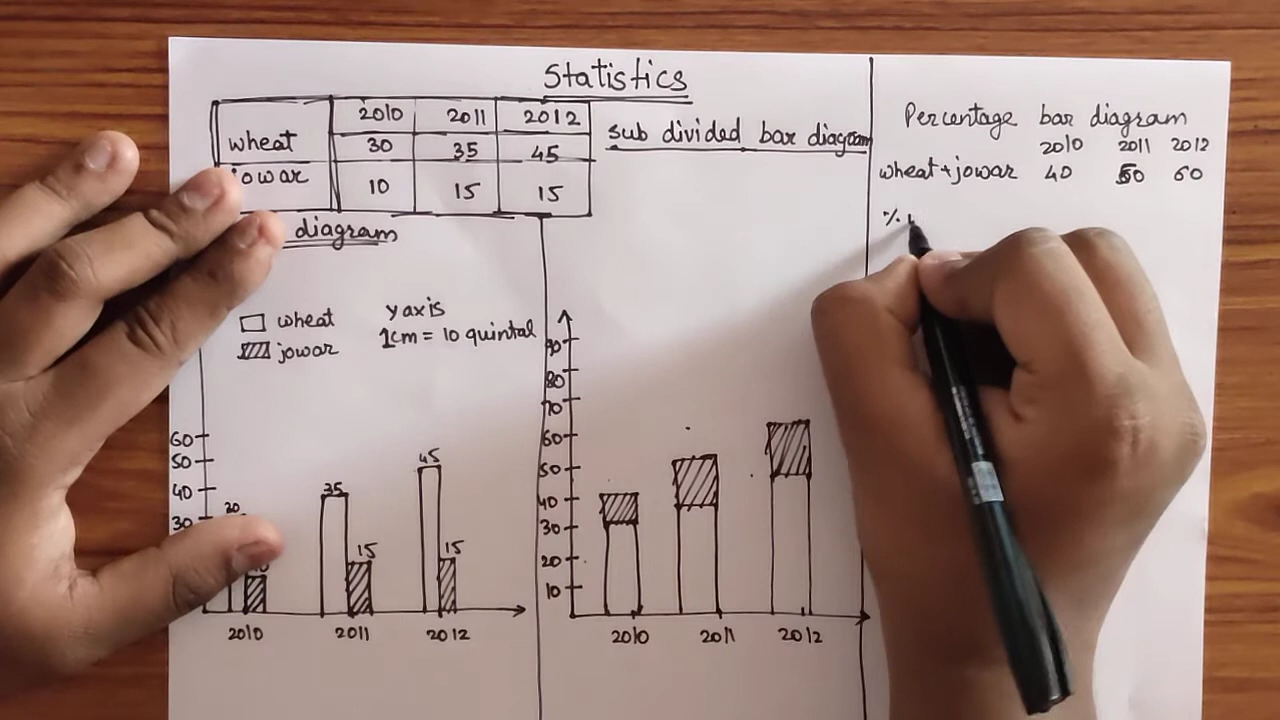 Statistics
2010 2011 2012
wheat 30 35 45
jowar 10 15 15
diagram
wheat
jowar
y axis
1cm = 10 quintal
60
50
40
30
30
35 15
45 15
2010 2011 2012
sub divided bar diagram
90
80
70
60
50
40
30
20
10
2010 2011 2012
Percentage bar diagram
2010 2011 2012
wheat+jowar 40 50 60
%